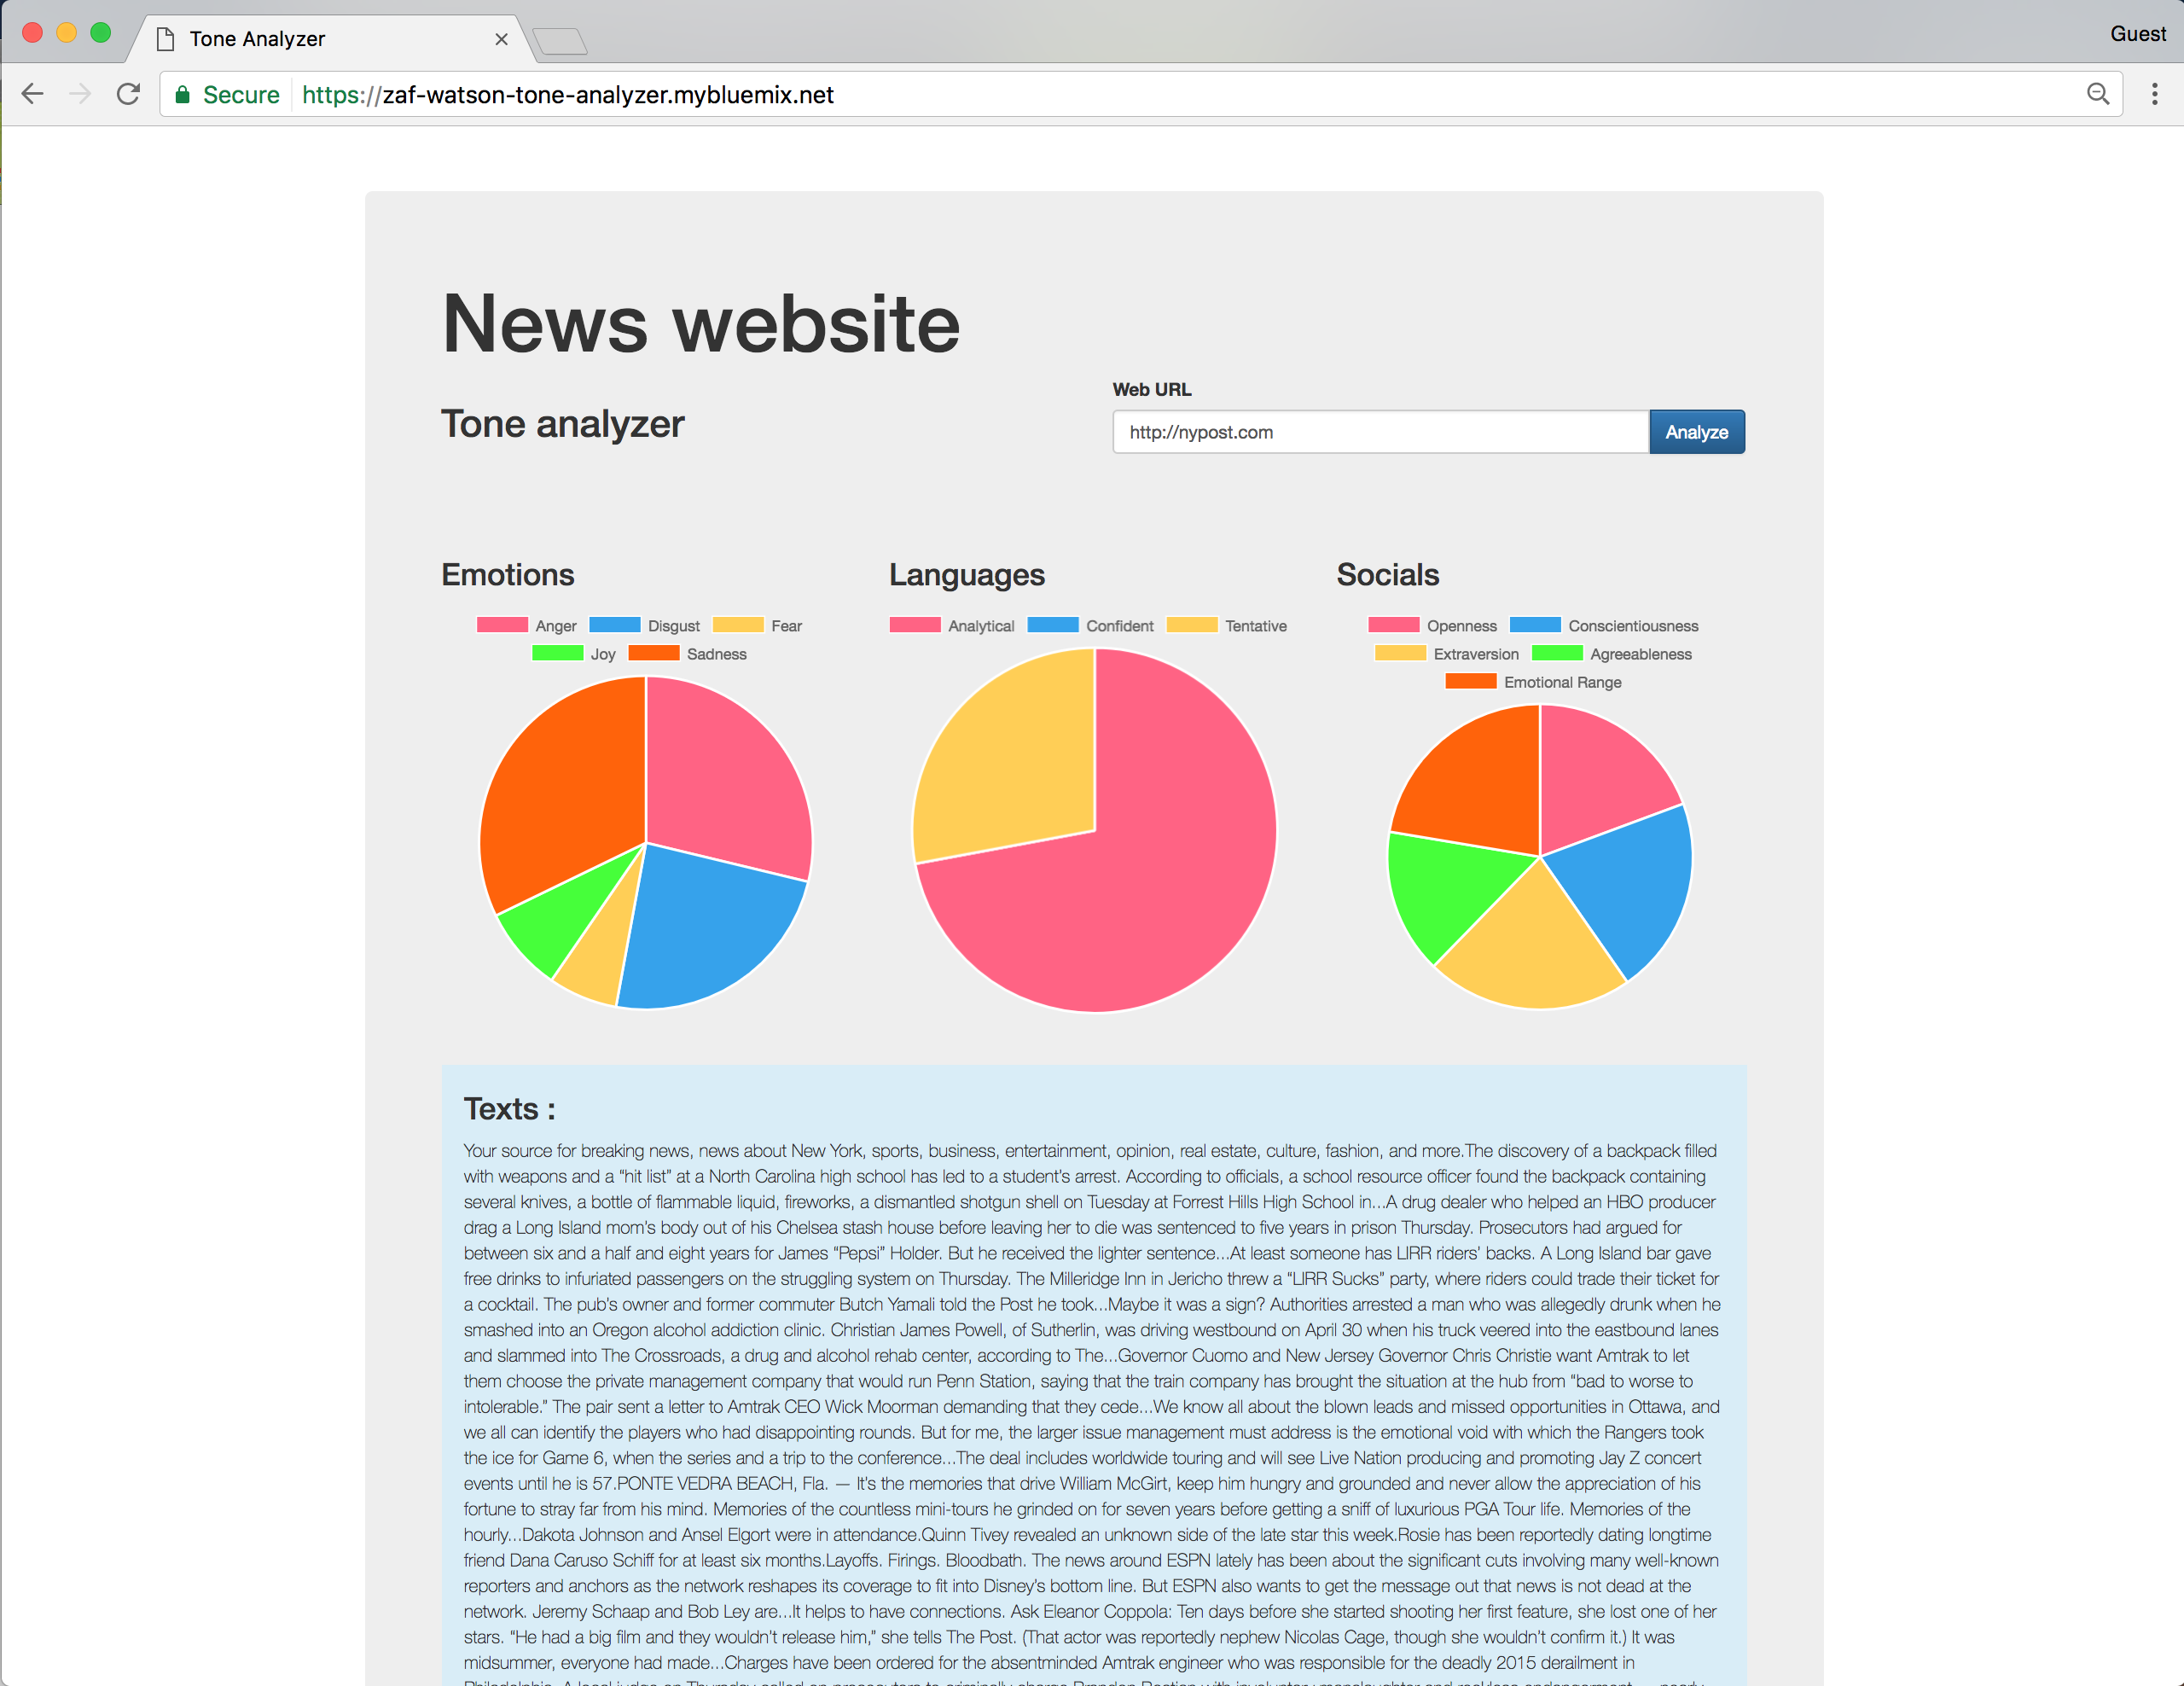 Tone Analyzer
Guest
Secure https://zaf-watson-tone-analyzer.mybluemix.net
News website
Tone analyzer
Web URL
http://nypost.com Analyze
Emotions
Anger Disgust Fear
Joy Sadness
Languages
Analytical Confident Tentative
Socials
Openness Conscientiousness
Extraversion Agreeableness
Emotional Range
Texts :
Your source for breaking news, news about New York, sports, business, entertainment, opinion, real estate, culture, fashion, and more.The discovery of a backpack filled
with weapons and a “hit list” at a North Carolina high school has led to a student’s arrest. According to officials, a school resource officer found the backpack containing
several knives, a bottle of flammable liquid, fireworks, a dismantled shotgun shell on Tuesday at Forrest Hills High School in...A drug dealer who helped an HBO producer
drag a Long Island mom’s body out of his Chelsea stash house before leaving her to die was sentenced to five years in prison Thursday. Prosecutors had argued for
between six and a half and eight years for James “Pepsi” Holder. But he received the lighter sentence...At least someone has LIRR riders’ backs. A Long Island bar gave
free drinks to infuriated passengers on the struggling system on Thursday. The Milleridge Inn in Jericho threw a “LIRR Sucks” party, where riders could trade their ticket for
a cocktail. The pub’s owner and former commuter Butch Yamali told the Post he took...Maybe it was a sign? Authorities arrested a man who was allegedly drunk when he
smashed into an Oregon alcohol addiction clinic. Christian James Powell, of Sutherlin, was driving westbound on April 30 when his truck veered into the eastbound lanes
and slammed into The Crossroads, a drug and alcohol rehab center, according to The...Governor Cuomo and New Jersey Governor Chris Christie want Amtrak to let
them choose the private management company that would run Penn Station, saying that the train company has brought the situation at the hub from “bad to worse to
intolerable.” The pair sent a letter to Amtrak CEO Wick Moorman demanding that they cede...We know all about the blown leads and missed opportunities in Ottawa, and
we all can identify the players who had disappointing rounds. But for me, the larger issue management must address is the emotional void with which the Rangers took
the ice for Game 6, when the series and a trip to the conference...The deal includes worldwide touring and will see Live Nation producing and promoting Jay Z concert
events until he is 57.PONTE VEDRA BEACH, Fla. — It’s the memories that drive William McGirt, keep him hungry and grounded and never allow the appreciation of his
fortune to stray far from his mind. Memories of the countless mini-tours he grinded on for seven years before getting a sniff of luxurious PGA Tour life. Memories of the
hourly...Dakota Johnson and Ansel Elgort were in attendance.Quinn Tivey revealed an unknown side of the late star this week.Rosie has been reportedly dating longtime
friend Dana Caruso Schiff for at least six months.Layoffs. Firings. Bloodbath. The news around ESPN lately has been about the significant cuts involving many well-known
reporters and anchors as the network reshapes its coverage to fit into Disney’s bottom line. But ESPN also wants to get the message out that news is not dead at the
network. Jeremy Schaap and Bob Ley are...It helps to have connections. Ask Eleanor Coppola: Ten days before she started shooting her first feature, she lost one of her
stars. “He had a big film and they wouldn’t release him,” she tells The Post. (That actor was reportedly nephew Nicolas Cage, though she wouldn’t confirm it.) It was
midsummer, everyone had made...Charges have been ordered for the absentminded Amtrak engineer who was responsible for the deadly 2015 derailment in